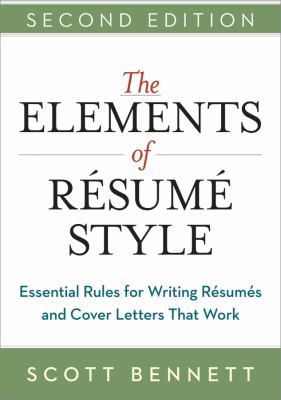 SECOND EDITION
The
ELEMENTS
of
RÉSUMÉ
STYLE
Essential Rules for Writing Résumés
and Cover Letters That Work
SCOTT BENNETT